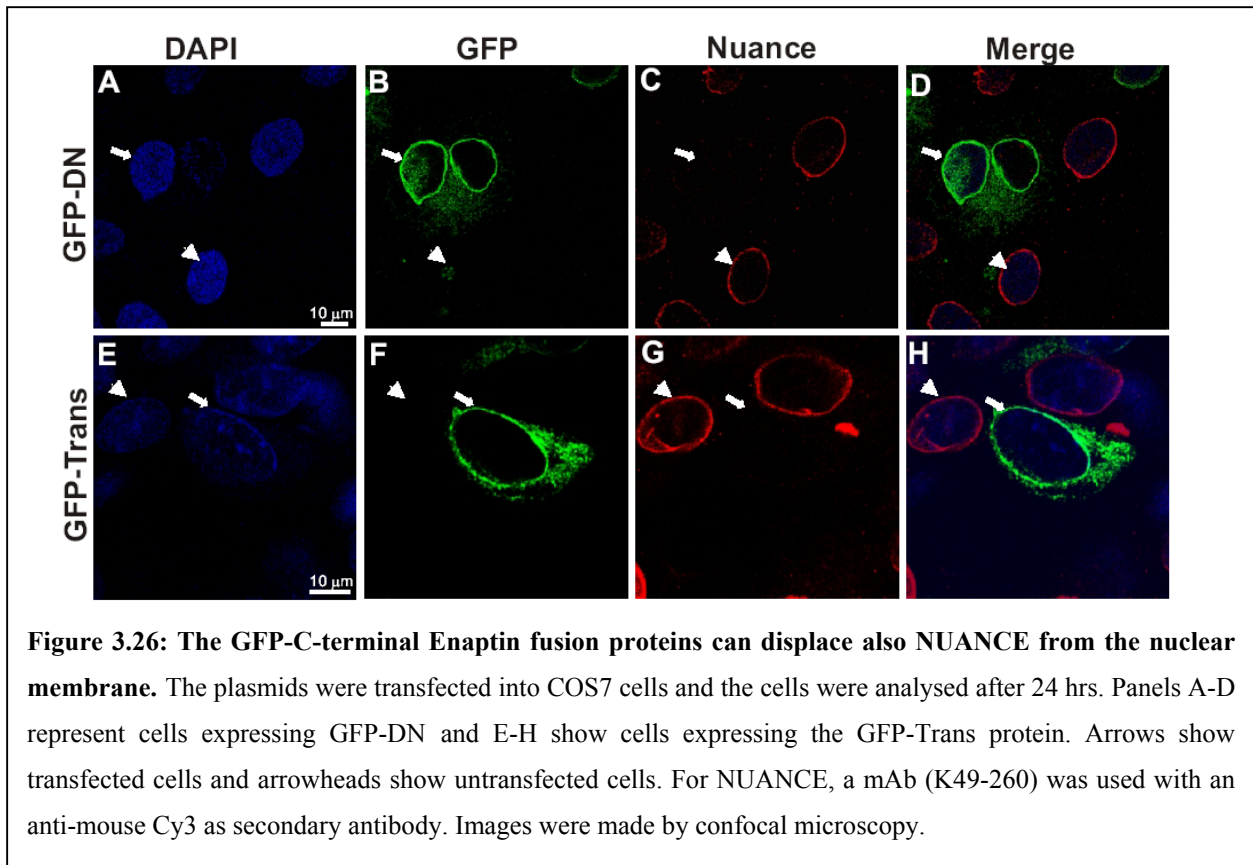 DAPI GFP Nuance Merge
GFP-DN
A B C D
10 μm
GFP-Trans
E F G H
10 μm
Figure 3.26: The GFP-C-terminal Enaptin fusion proteins can displace also NUANCE from the nuclear
membrane. The plasmids were transfected into COS7 cells and the cells were analysed after 24 hrs. Panels A-D
represent cells expressing GFP-DN and E-H show cells expressing the GFP-Trans protein. Arrows show
transfected cells and arrowheads show untransfected cells. For NUANCE, a mAb (K49-260) was used with an
anti-mouse Cy3 as secondary antibody. Images were made by confocal microscopy.